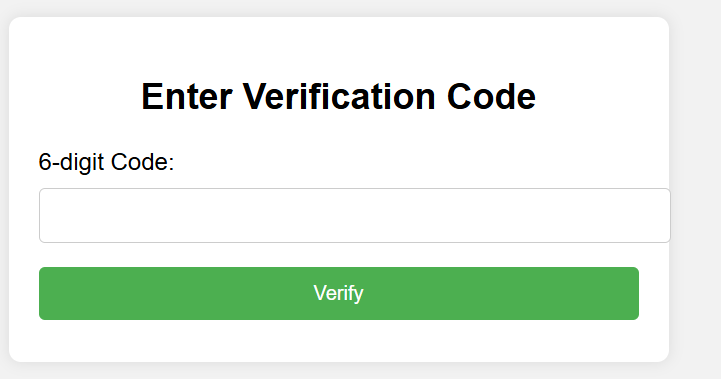 Enter Verification Code
6-digit Code:
Verify